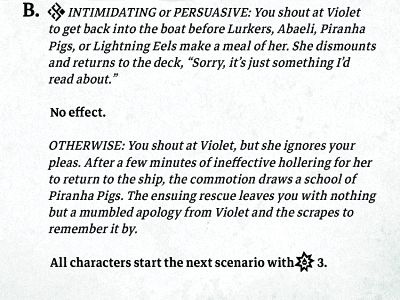 B. INTIMIDATING or PERSUASIVE: You shout at Violet
to get back into the boat before Lurkers, Abaeli, Piranha
Pigs, or Lightning Eels make a meal of her. She dismounts
and returns to the deck, “Sorry, it’s just something I’d
read about.”
No effect.
OTHERWISE: You shout at Violet, but she ignores your
pleas. After a few minutes of ineffective hollering for her
to return to the ship, the commotion draws a school of
Piranha Pigs. The ensuing rescue leaves you with nothing
but a mumbled apology from Violet and the scrapes to
remember it by.
All characters start the next scenario with 3.